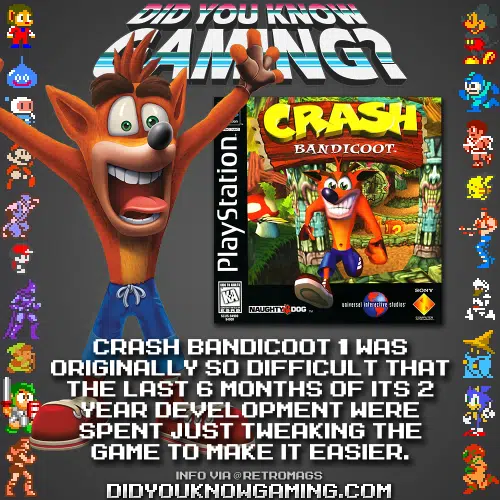 DID YOU KNOW
GAMING?
PlayStation
CRASH
BANDICOOT
NAUGHTY DOG
universal interactive studios
SONY
CRASH BANDICOOT 1 WAS
ORIGINALLY SO DIFFICULT THAT
THE LAST 6 MONTHS OF ITS 2
YEAR DEVELOPMENT WERE
SPENT JUST TWEAKING THE
GAME TO MAKE IT EASIER.
INFO VIA @RETROMAGS
DIDYOUKNOWGAMING.COM